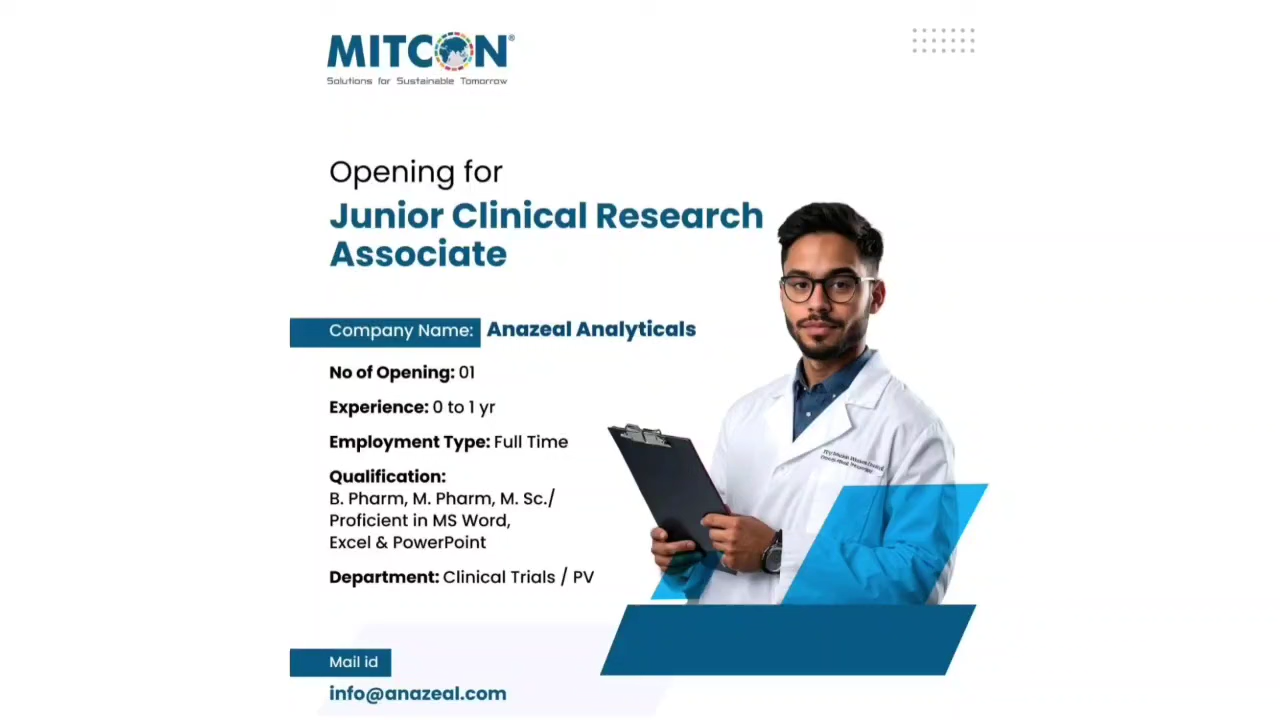 MITCON®
Solutions for Sustainable Tomorrow
Opening for
Junior Clinical Research
Associate
Company Name: Anazeal Analyticals
No of Opening: 01
Experience: 0 to 1 yr
Employment Type: Full Time
Qualification:
B. Pharm, M. Pharm, M. Sc./
Proficient in MS Word,
Excel & PowerPoint
Department: Clinical Trials / PV
Mail id
info@anazeal.com